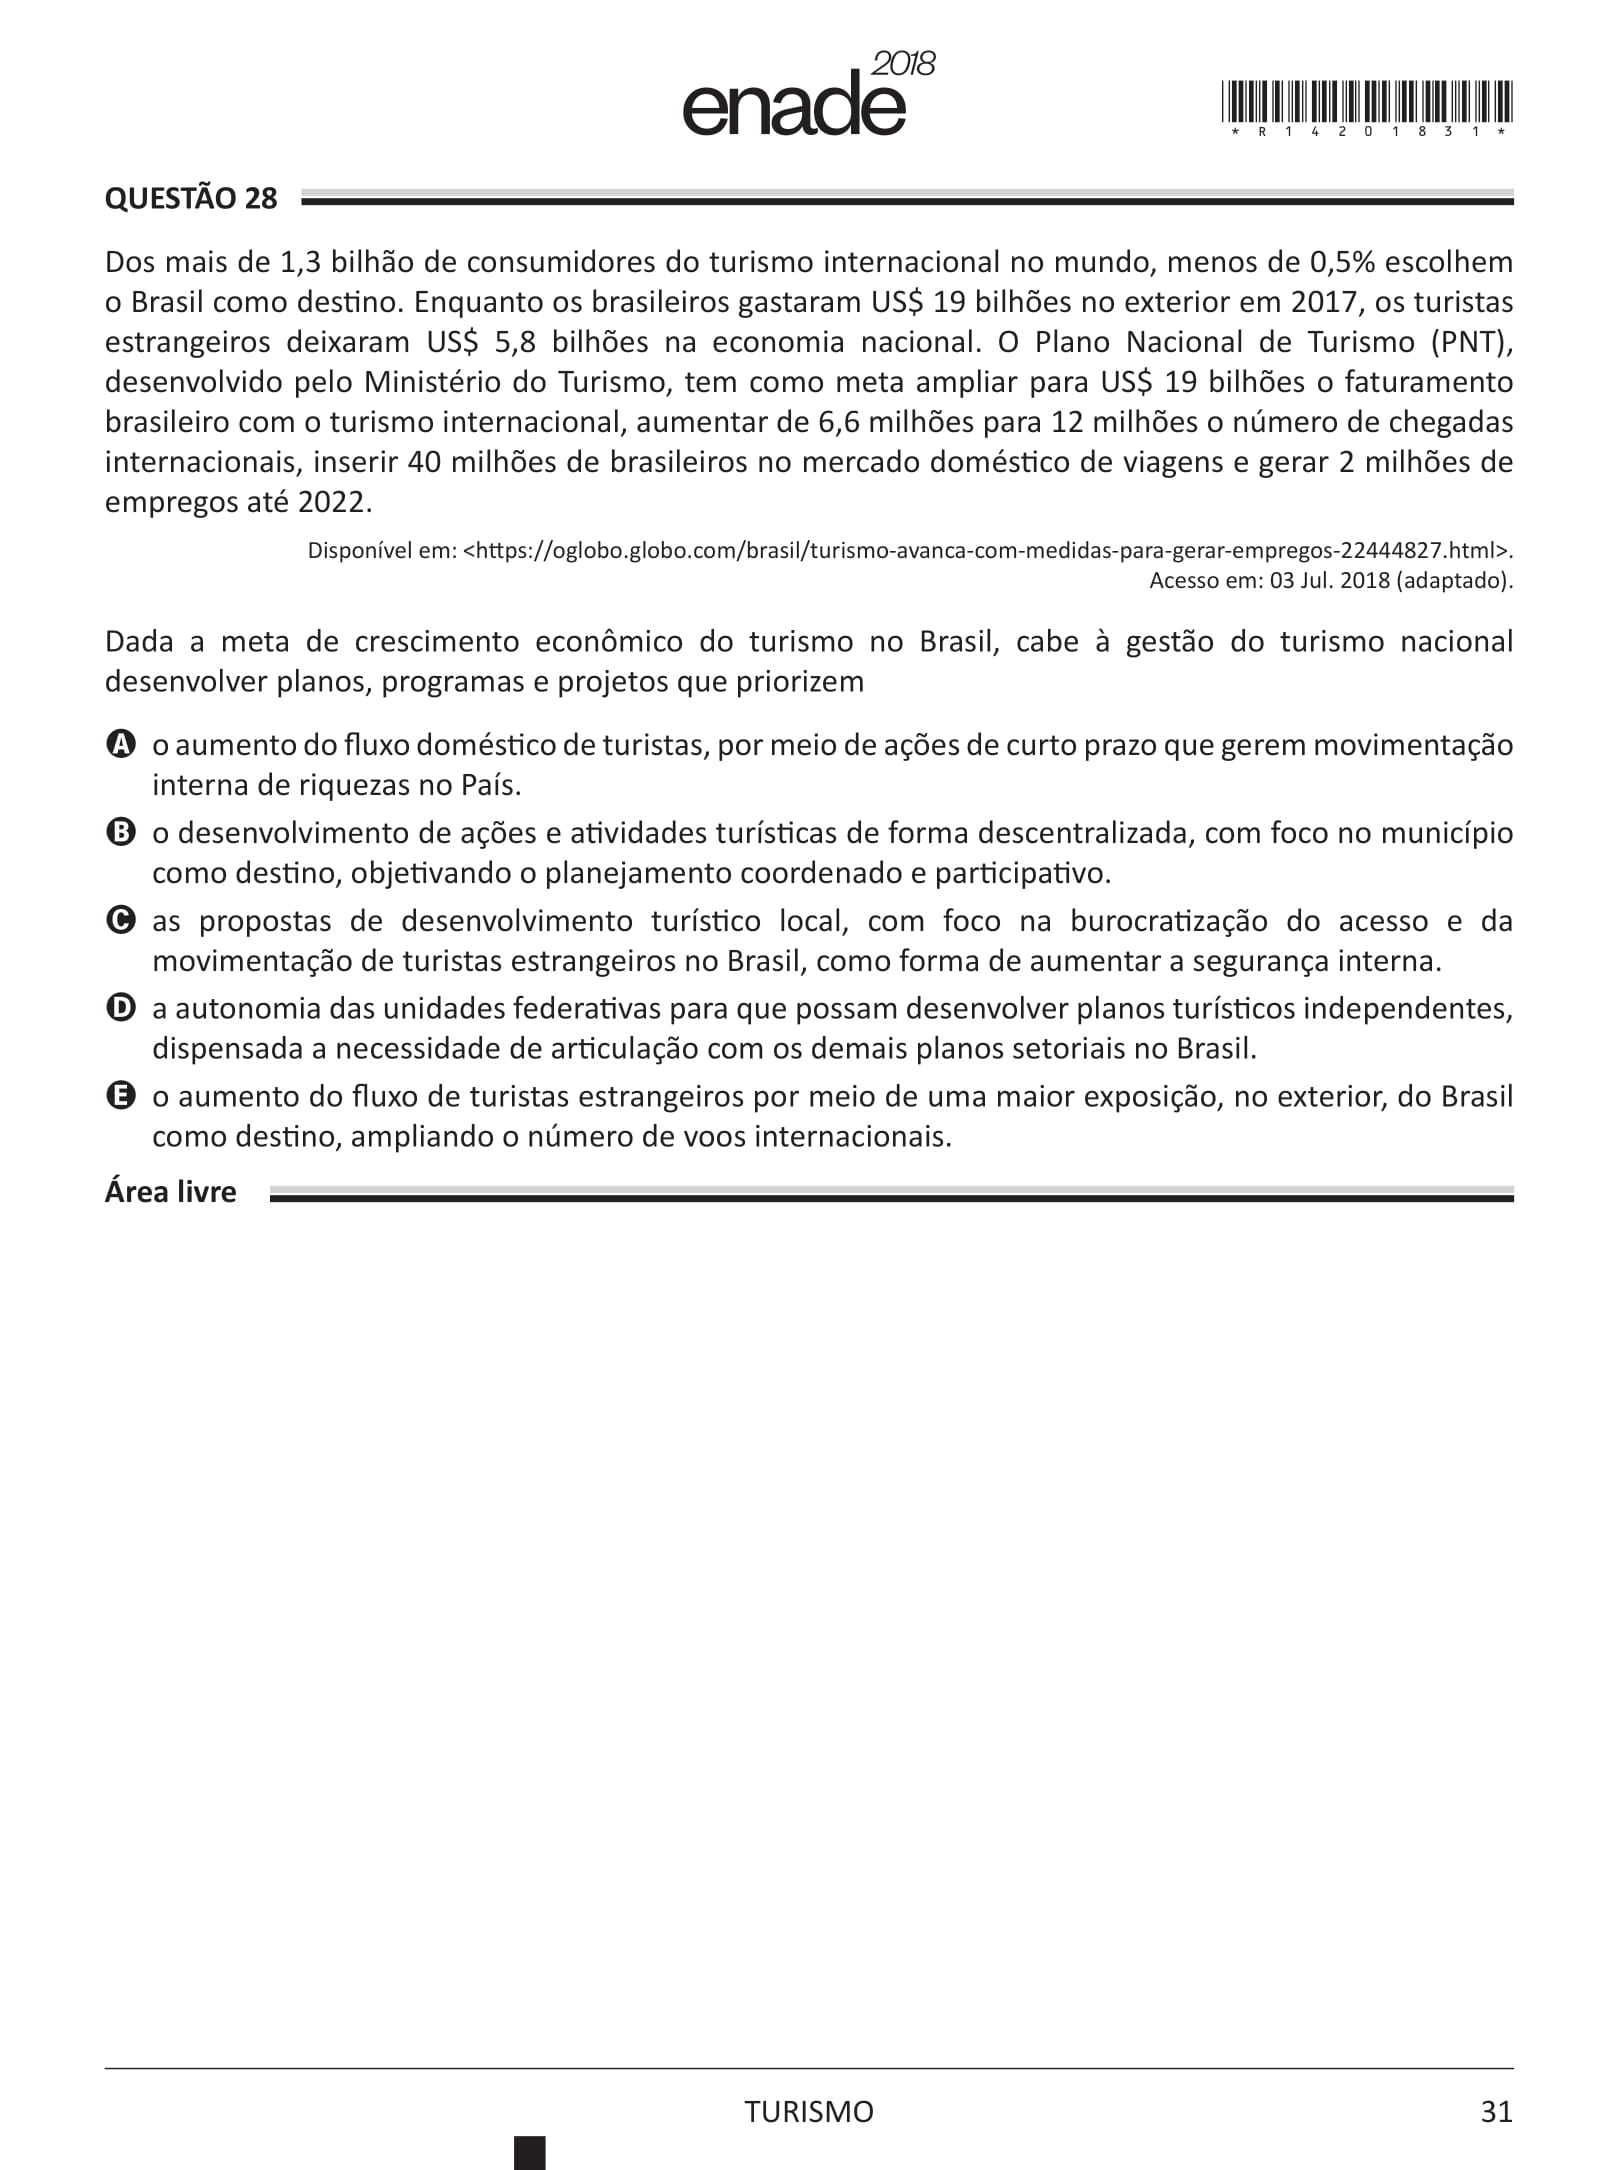 enade 2018
*R14201831*
QUESTÃO 28
Dos mais de 1,3 bilhão de consumidores do turismo internacional no mundo, menos de 0,5% escolhem
o Brasil como destino. Enquanto os brasileiros gastaram US$ 19 bilhões no exterior em 2017, os turistas
estrangeiros deixaram US$ 5,8 bilhões na economia nacional. O Plano Nacional de Turismo (PNT),
desenvolvido pelo Ministério do Turismo, tem como meta ampliar para US$ 19 bilhões o faturamento
brasileiro com o turismo internacional, aumentar de 6,6 milhões para 12 milhões o número de chegadas
internacionais, inserir 40 milhões de brasileiros no mercado doméstico de viagens e gerar 2 milhões de
empregos até 2022.
Disponível em: <https://oglobo.globo.com/brasil/turismo-avanca-com-medidas-para-gerar-empregos-22444827.html>.
Acesso em: 03 Jul. 2018 (adaptado).
Dada a meta de crescimento econômico do turismo no Brasil, cabe à gestão do turismo nacional
desenvolver planos, programas e projetos que priorizem
A o aumento do fluxo doméstico de turistas, por meio de ações de curto prazo que gerem movimentação
interna de riquezas no País.
B o desenvolvimento de ações e atividades turísticas de forma descentralizada, com foco no município
como destino, objetivando o planejamento coordenado e participativo.
C as propostas de desenvolvimento turístico local, com foco na burocratização do acesso e da
movimentação de turistas estrangeiros no Brasil, como forma de aumentar a segurança interna.
D a autonomia das unidades federativas para que possam desenvolver planos turísticos independentes,
dispensada a necessidade de articulação com os demais planos setoriais no Brasil.
E o aumento do fluxo de turistas estrangeiros por meio de uma maior exposição, no exterior, do Brasil
como destino, ampliando o número de voos internacionais.
Área livre
TURISMO
31